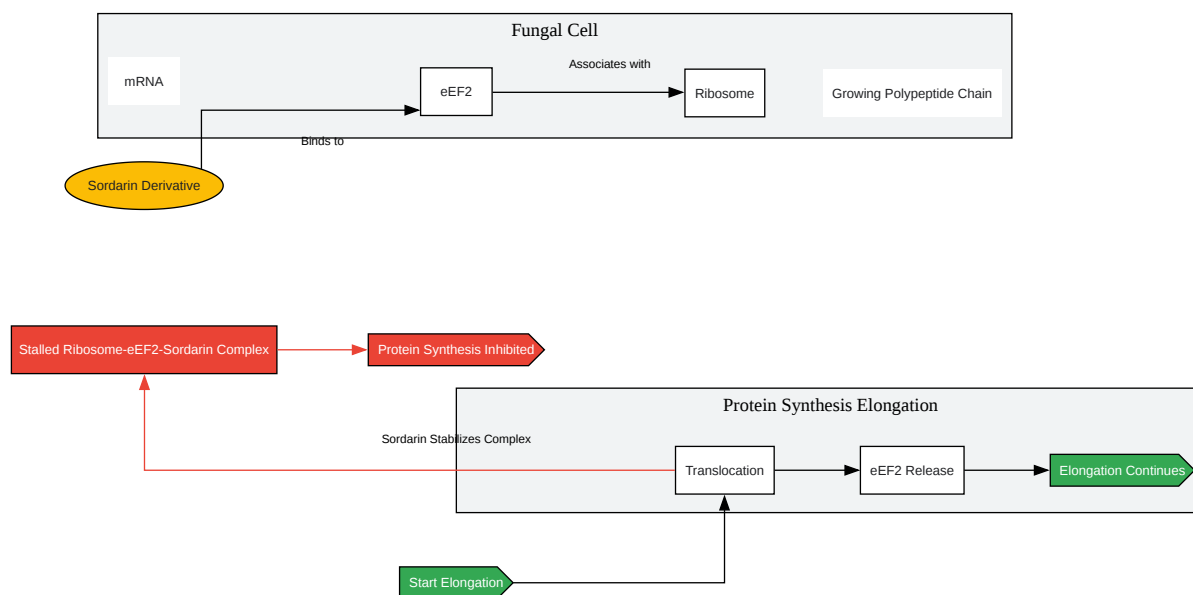 Fungal Cell
mRNA
eEF2
Associates with
Ribosome
Growing Polypeptide Chain
Binds to
Sordarin Derivative
Stalled Ribosome-eEF2-Sordarin Complex
Protein Synthesis Inhibited
Protein Synthesis Elongation
Sordarin Stabilizes Complex
Translocation
eEF2 Release
Elongation Continues
Start Elongation